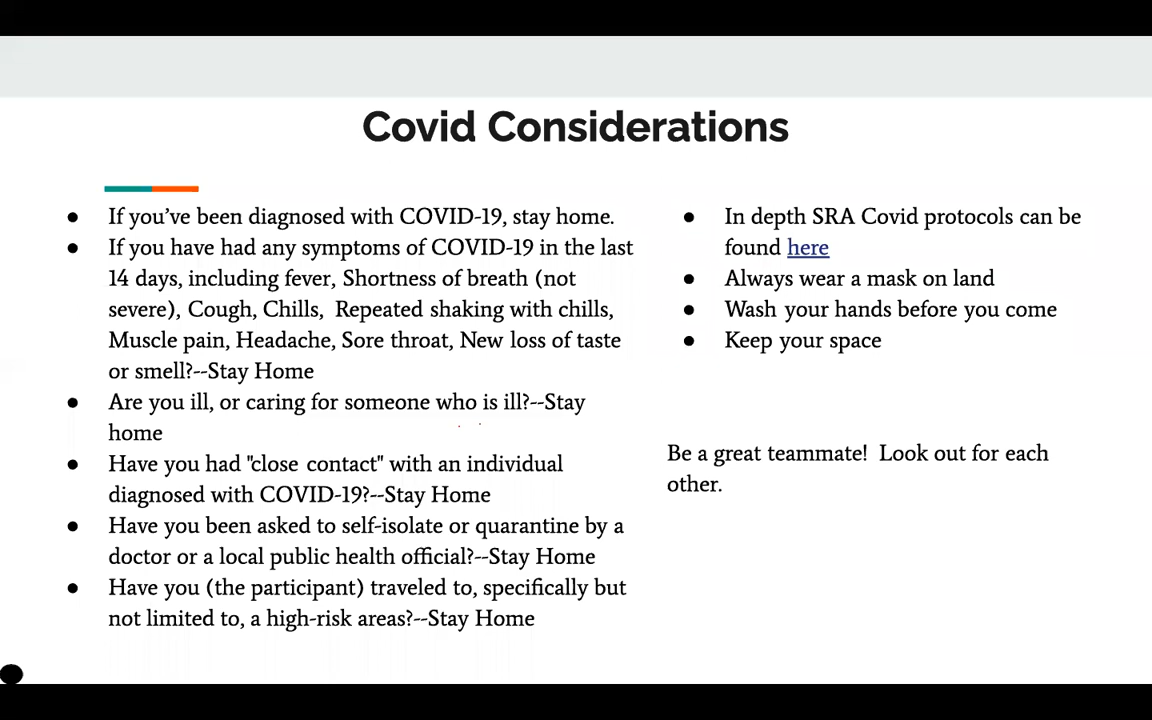 Covid Considerations
● If you’ve been diagnosed with COVID-19, stay home.
● If you have had any symptoms of COVID-19 in the last
14 days, including fever, Shortness of breath (not
severe), Cough, Chills,  Repeated shaking with chills,
Muscle pain, Headache, Sore throat, New loss of taste
or smell?--Stay Home
● Are you ill, or caring for someone who is ill?--Stay
home
● Have you had "close contact" with an individual
diagnosed with COVID-19?--Stay Home
● Have you been asked to self-isolate or quarantine by a
doctor or a local public health official?--Stay Home
● Have you (the participant) traveled to, specifically but
not limited to, a high-risk areas?--Stay Home
● In depth SRA Covid protocols can be
found here
● Always wear a mask on land
● Wash your hands before you come
● Keep your space
Be a great teammate!  Look out for each
other.